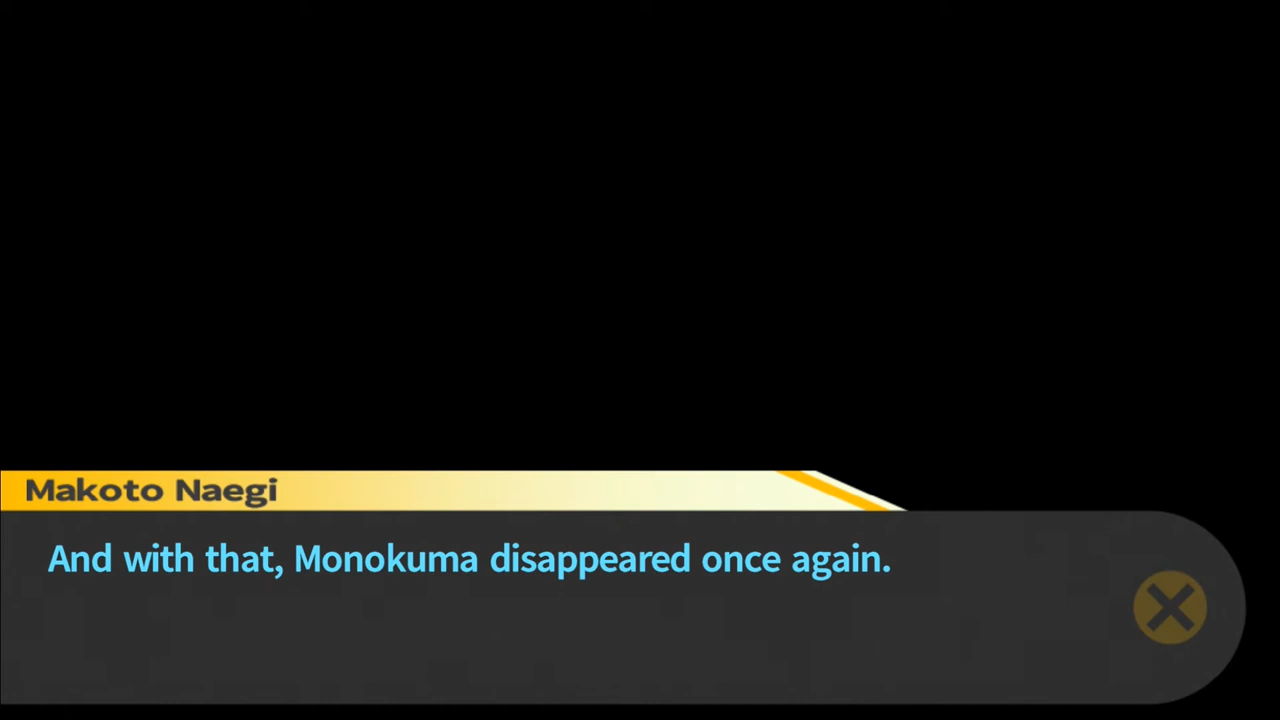 Makoto Naegi
And with that, Monokuma disappeared once again.